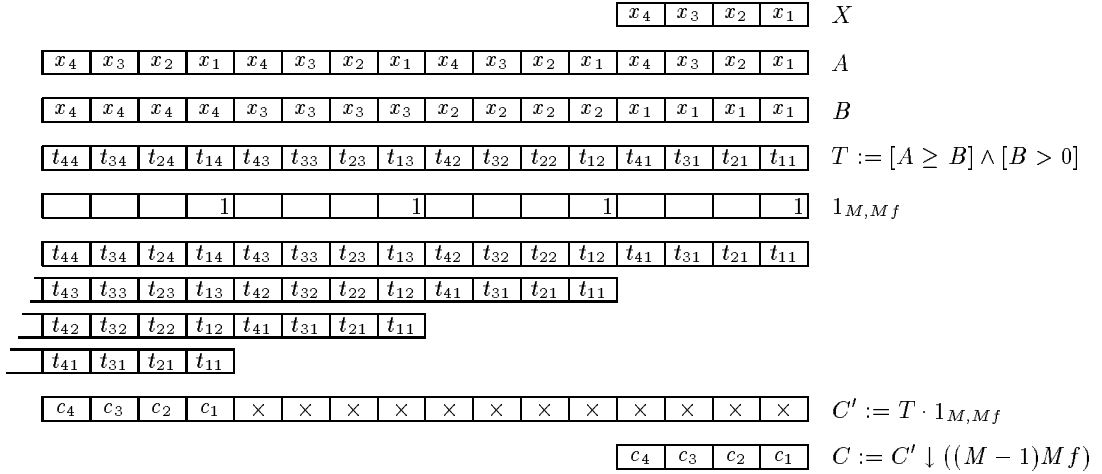 x₄ x₃ x₂ x₁ X
x₄ x₃ x₂ x₁ x₄ x₃ x₂ x₁ x₄ x₃ x₂ x₁ x₄ x₃ x₂ x₁ A
x₄ x₄ x₄ x₄ x₃ x₃ x₃ x₃ x₂ x₂ x₂ x₂ x₁ x₁ x₁ x₁ B
t₄₄ t₃₄ t₂₄ t₁₄ t₄₃ t₃₃ t₂₃ t₁₃ t₄₂ t₃₂ t₂₂ t₁₂ t₄₁ t₃₁ t₂₁ t₁₁ T := [A ≥ B] ∧ [B > 0]
1 1 1 1 1_{M,Mf}
t₄₄ t₃₄ t₂₄ t₁₄ t₄₃ t₃₃ t₂₃ t₁₃ t₄₂ t₃₂ t₂₂ t₁₂ t₄₁ t₃₁ t₂₁ t₁₁
t₄₃ t₃₃ t₂₃ t₁₃ t₄₂ t₃₂ t₂₂ t₁₂ t₄₁ t₃₁ t₂₁ t₁₁
t₄₂ t₃₂ t₂₂ t₁₂ t₄₁ t₃₁ t₂₁ t₁₁
t₄₁ t₃₁ t₂₁ t₁₁
c₄ c₃ c₂ c₁ × × × × × × × × × × × × C′ := T · 1_{M,Mf}
c₄ c₃ c₂ c₁ C := C′ ↓ ((M − 1)Mf)